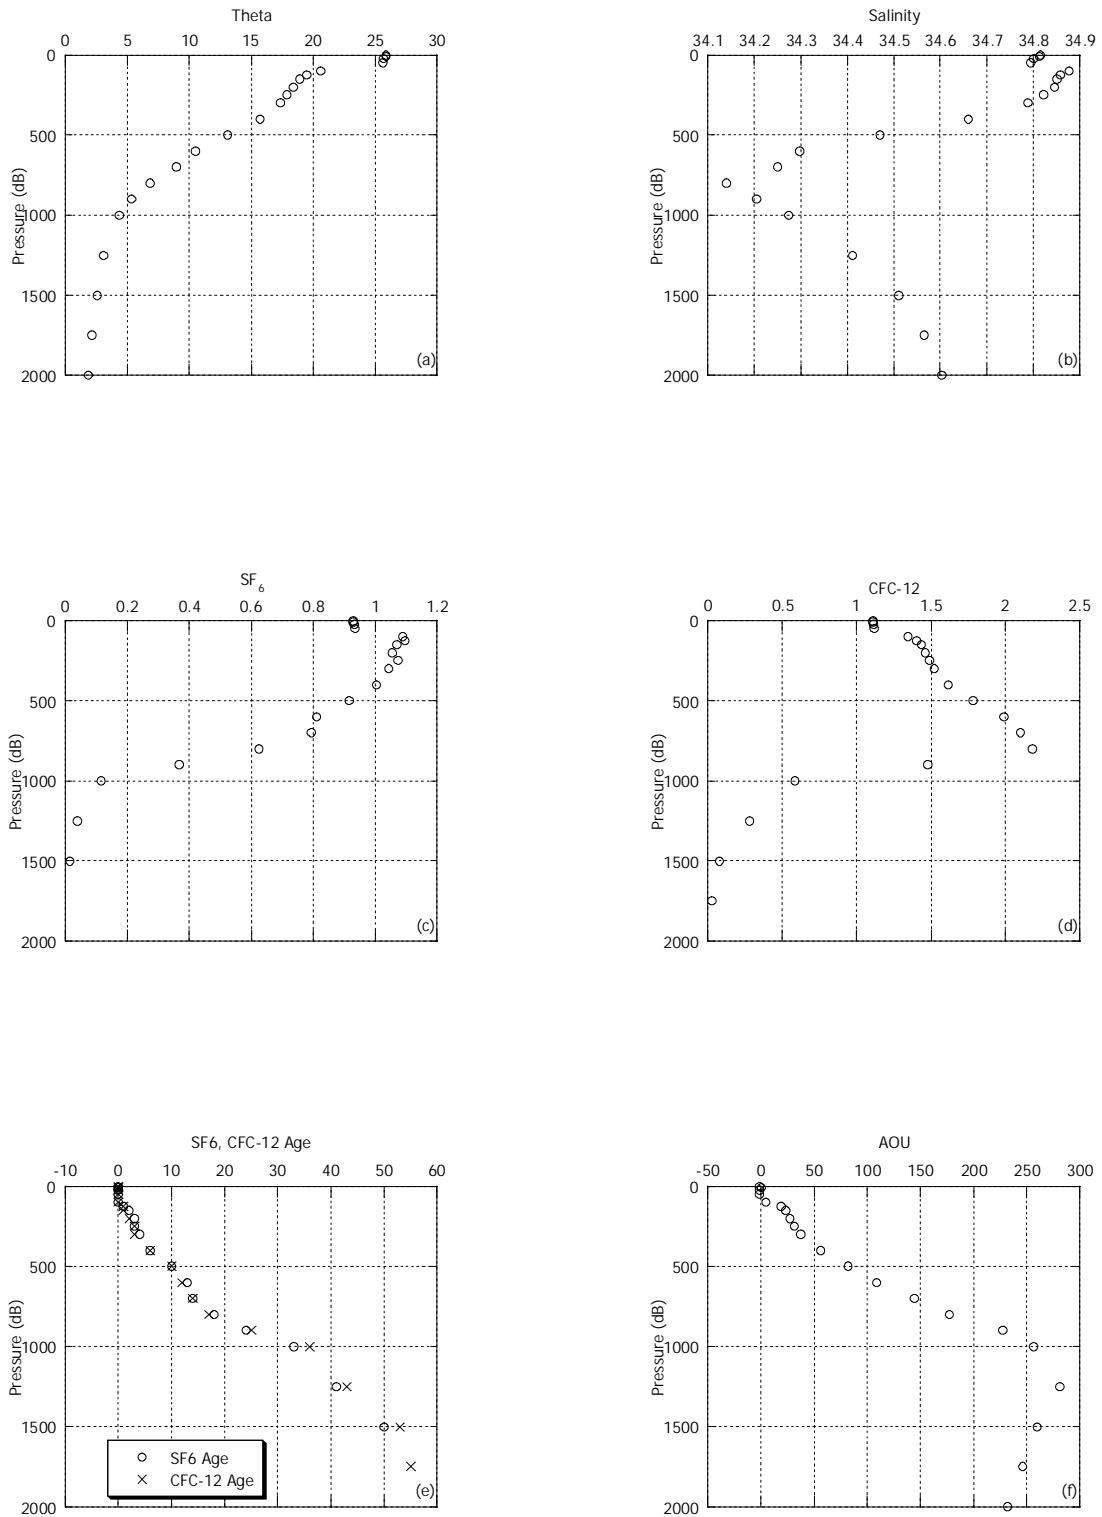 Theta
0 5 10 15 20 25 30
0
500
1000
1500
2000
Pressure (dB)
(a)
Salinity
34.1 34.2 34.3 34.4 34.5 34.6 34.7 34.8 34.9
0
500
1000
1500
2000
Pressure (dB)
(b)
SF6
0 0.2 0.4 0.6 0.8 1 1.2
0
500
1000
1500
2000
Pressure (dB)
(c)
CFC-12
0 0.5 1 1.5 2 2.5
0
500
1000
1500
2000
Pressure (dB)
(d)
SF6, CFC-12 Age
-10 0 10 20 30 40 50 60
0
500
1000
1500
2000
Pressure (dB)
SF6 Age
CFC-12 Age
(e)
AOU
-50 0 50 100 150 200 250 300
0
500
1000
1500
2000
Pressure (dB)
(f)